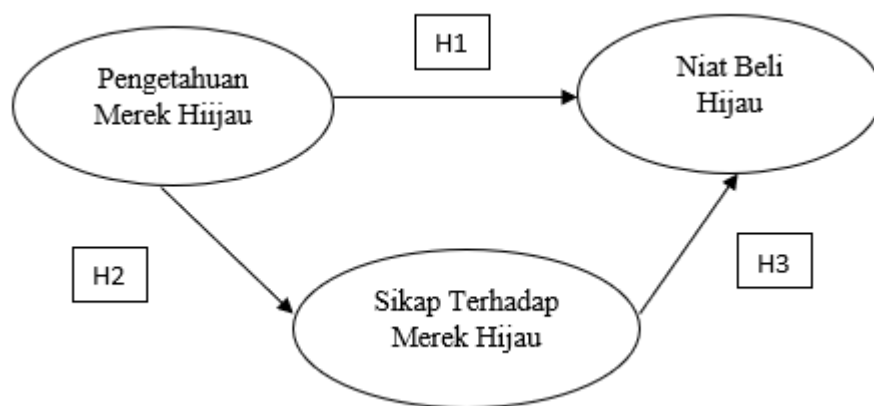 H1
Pengetahuan
Merek Hiijau
Niat Beli
Hijau
H2
H3
Sikap Terhadap
Merek Hijau